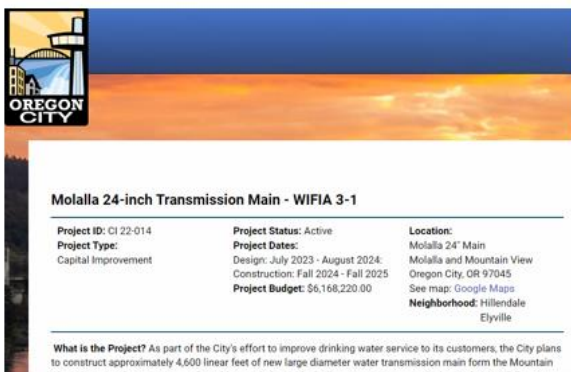 OREGON
CITY
Molalla 24-inch Transmission Main - WIFIA 3-1
Project ID: CI 22-014
Project Type:
Capital Improvement
Project Status: Active
Project Dates:
Design: July 2023 - August 2024:
Construction: Fall 2024 - Fall 2025
Project Budget: $6,168,220.00
Location:
Molalla 24" Main
Molalla and Mountain View
Oregon City, OR 97045
See map: Google Maps
Neighborhood: Hillendale
Elyville
What is the Project? As part of the City's effort to improve drinking water service to its customers, the City plans
to construct approximately 4,600 linear feet of new large diameter water transmission main form the Mountain